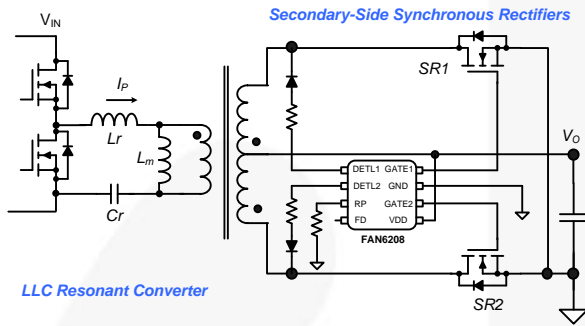 Secondary-Side Synchronous Rectifiers
VIN
SR1
IP
Lr
Lm
VO
DETL1 GATE1
DETL2 GND
RP GATE2
FD VDD
FAN6208
Cr
SR2
LLC Resonant Converter